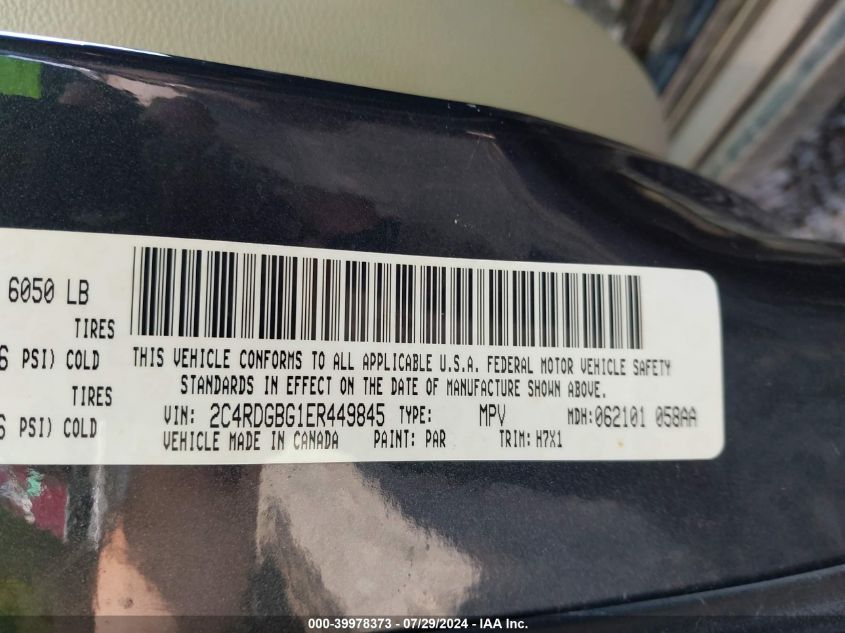 6050 LB
TIRES
PSI) COLD
TIRES
PSI) COLD
THIS VEHICLE CONFORMS TO ALL APPLICABLE U.S.A. FEDERAL MOTOR VEHICLE SAFETY
STANDARDS IN EFFECT ON THE DATE OF MANUFACTURE SHOWN ABOVE.
VIN: 2C4RDGBG1ER449845 TYPE: MPV MDH:062101 058AA
VEHICLE MADE IN CANADA PAINT: PAR TRIM: H7X1
000-39978373 - 07/29/2024 - IAA Inc.